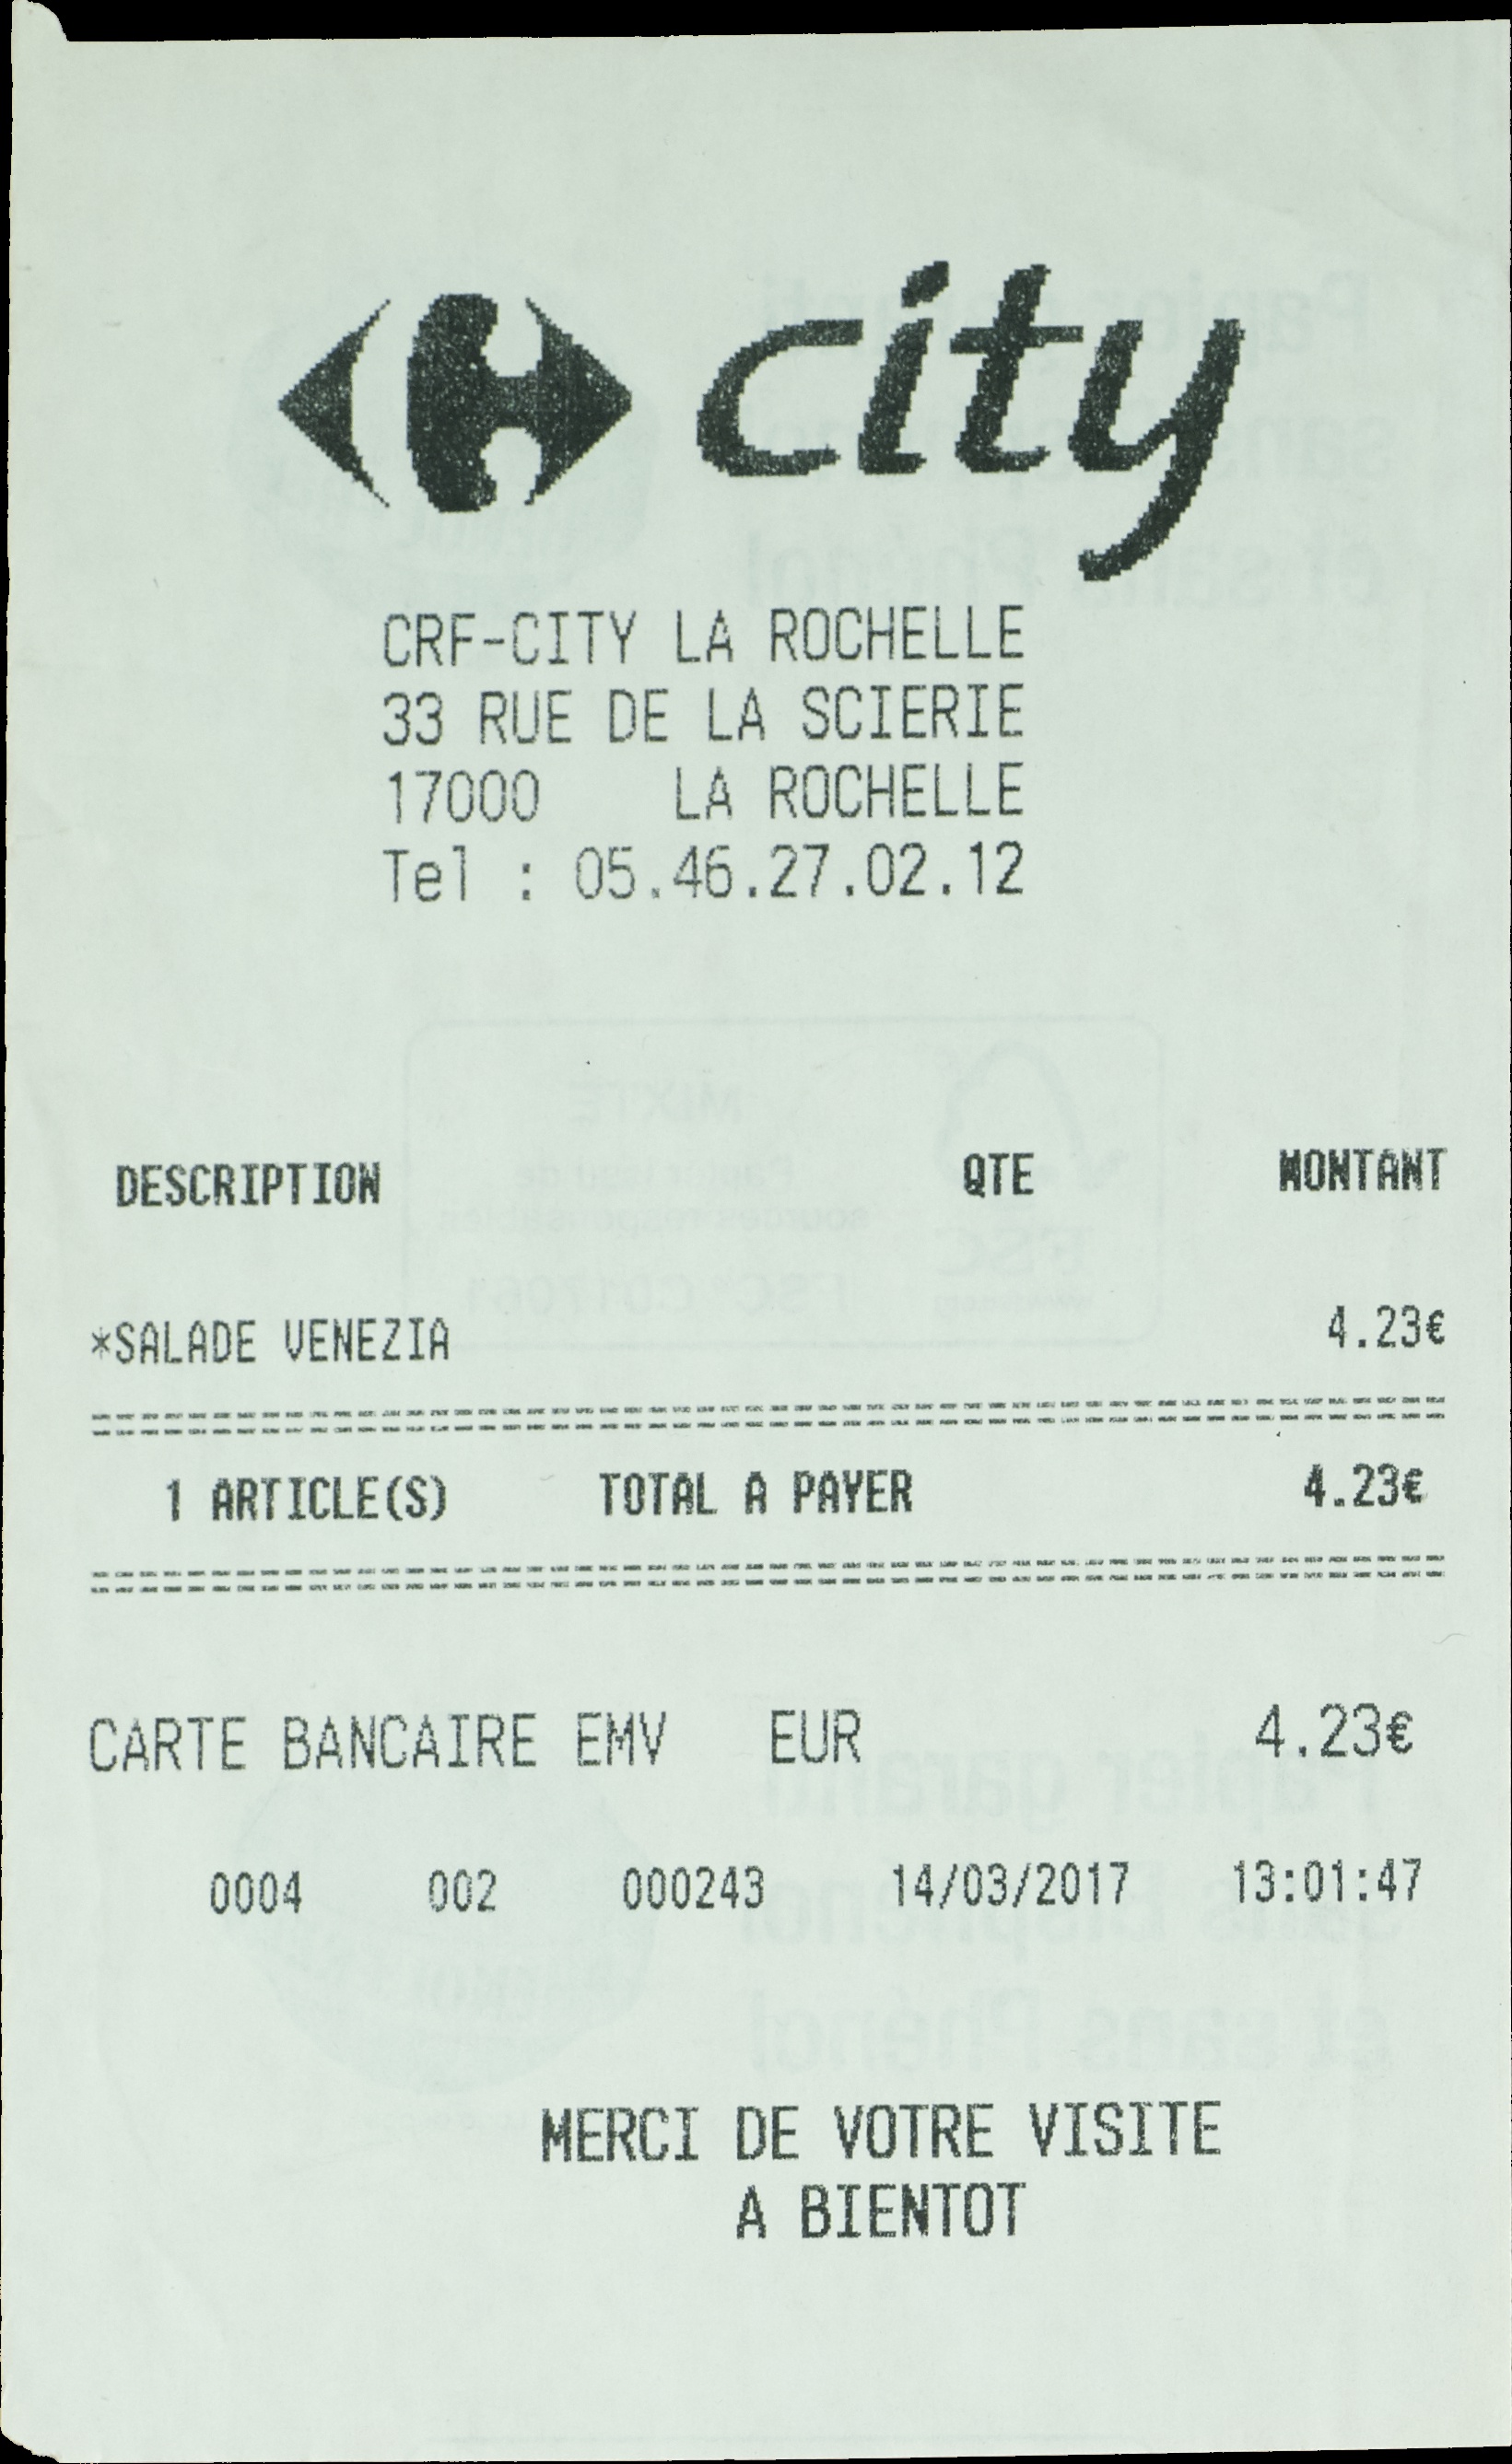 city
CRF-CITY LA ROCHELLE
33 RUE DE LA SCIERIE
17000 LA ROCHELLE
Tel : 05.46.27.02.12
DESCRIPTION QTE MONTANT
*SALADE VENEZIA 4.23€
1 ARTICLE(S) TOTAL A PAYER 4.23€
CARTE BANCAIRE EMV EUR 4.23€
0004 002 000243 14/03/2017 13:01:47
MERCI DE VOTRE VISITE
A BIENTOT